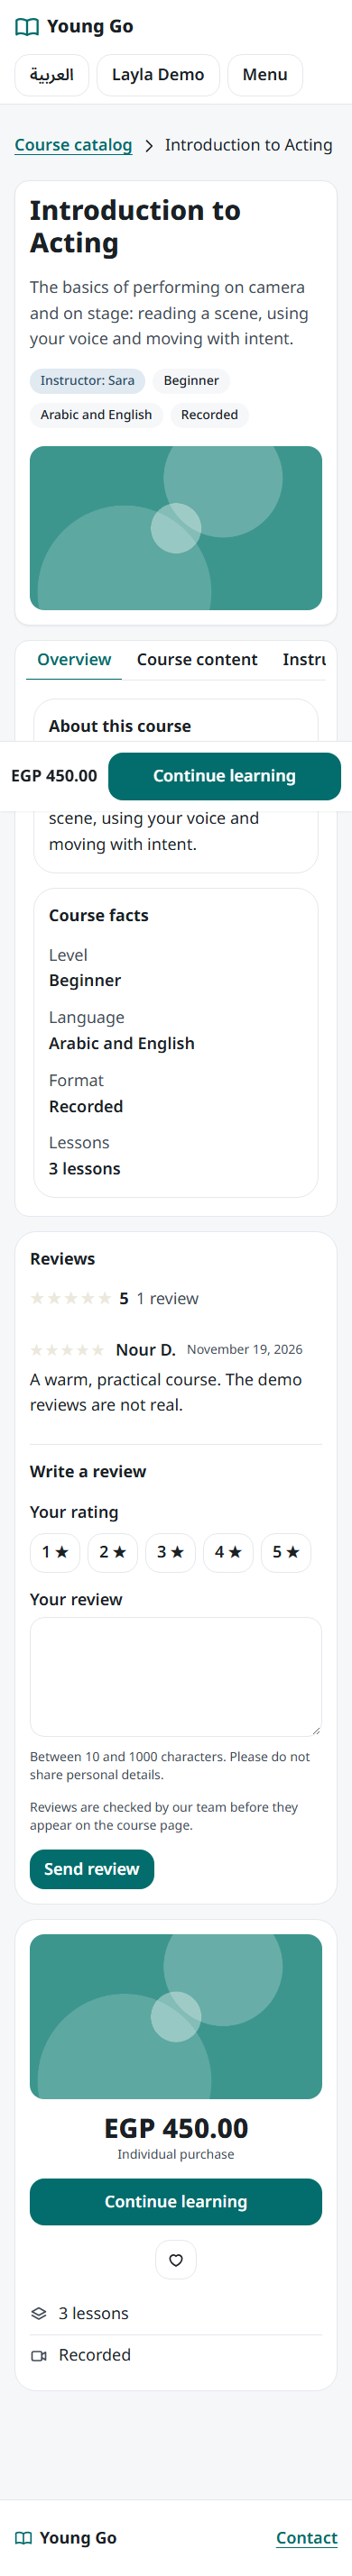 Young Go
العربية
Layla Demo
Menu
Course catalog > Introduction to Acting
Introduction to
Acting
The basics of performing on camera
and on stage: reading a scene, using
your voice and moving with intent.
Instructor: Sara
Beginner
Arabic and English
Recorded
Overview
Course content
Instru
About this course
EGP 450.00
Continue learning
scene, using your voice and
moving with intent.
Course facts
Level
Beginner
Language
Arabic and English
Format
Recorded
Lessons
3 lessons
Reviews
★★★★★ 5 1 review
★★★★★ Nour D. November 19, 2026
A warm, practical course. The demo
reviews are not real.
Write a review
Your rating
1 ★
2 ★
3 ★
4 ★
5 ★
Your review
Between 10 and 1000 characters. Please do not
share personal details.
Reviews are checked by our team before they
appear on the course page.
Send review
EGP 450.00
Individual purchase
Continue learning
3 lessons
Recorded
Young Go
Contact